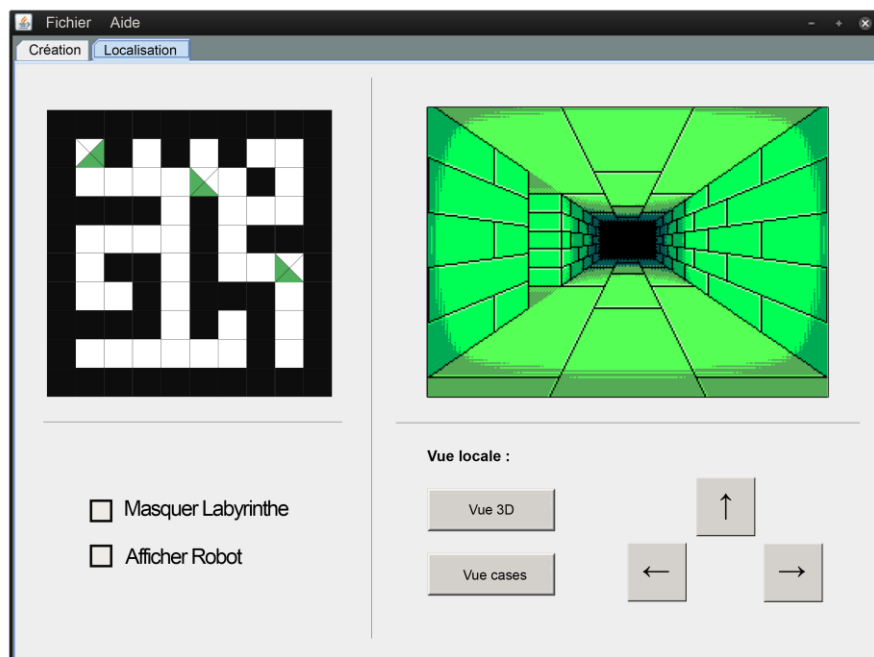 Fichier Aide
Création Localisation
Vue locale :
Masquer Labyrinthe
Afficher Robot
Vue 3D
Vue cases
↑
← →